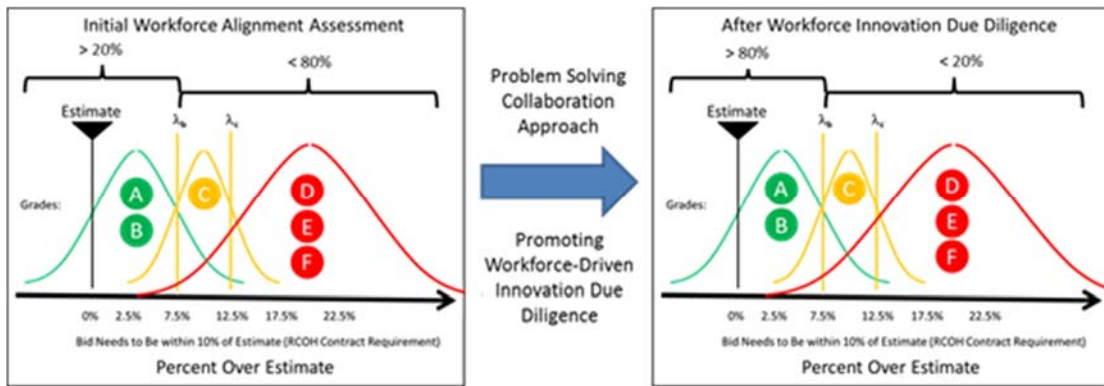 Initial Workforce Alignment Assessment
> 20%
< 80%
Estimate
λb
λc
Grades:
A
B
C
D
E
F
0% 2.5% 7.5% 12.5% 17.5% 22.5%
Bid Needs to Be within 10% of Estimate (RCOH Contract Requirement)
Percent Over Estimate
Problem Solving
Collaboration
Approach
Promoting
Workforce-Driven
Innovation Due
Diligence
After Workforce Innovation Due Diligence
> 80%
< 20%
Estimate
λb
λc
Grades:
A
B
C
D
E
F
0% 2.5% 7.5% 12.5% 17.5% 22.5%
Bid Needs to Be within 10% of Estimate (RCOH Contract Requirement)
Percent Over Estimate